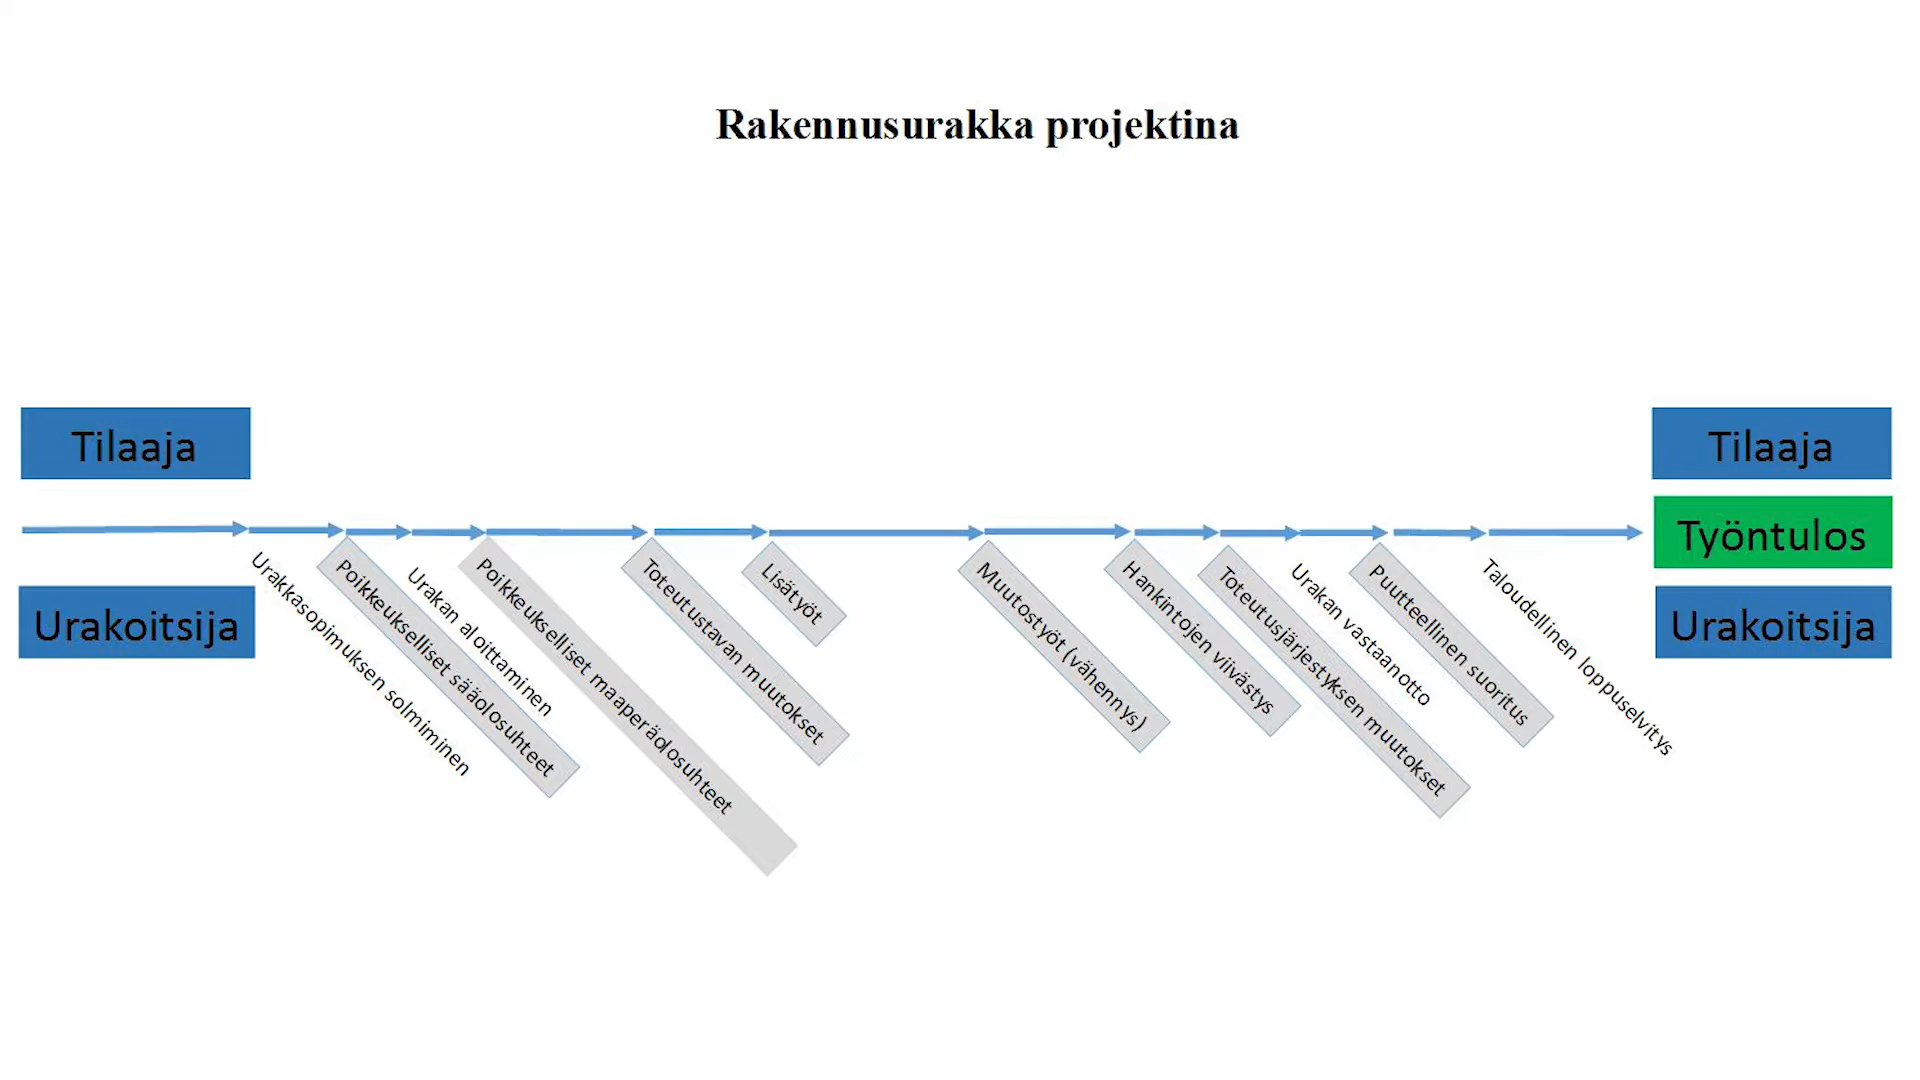 Rakennusurakka projektina
Tilaaja
Urakoitsija
Urakkasopimuksen solmiminen
Poikkeukselliset sääolosuhteet
Urakan aloittaminen
Poikkeukselliset maaperäolosuhteet
Toteutustavan muutokset
Lisätyöt
Muutostyöt (vähennys)
Hankintojen viivästys
Toteutusjärjestyksen muutokset
Urakan vastaanotto
Puutteellinen suoritus
Taloudellinen loppuselvitys
Tilaaja
Työntulos
Urakoitsija